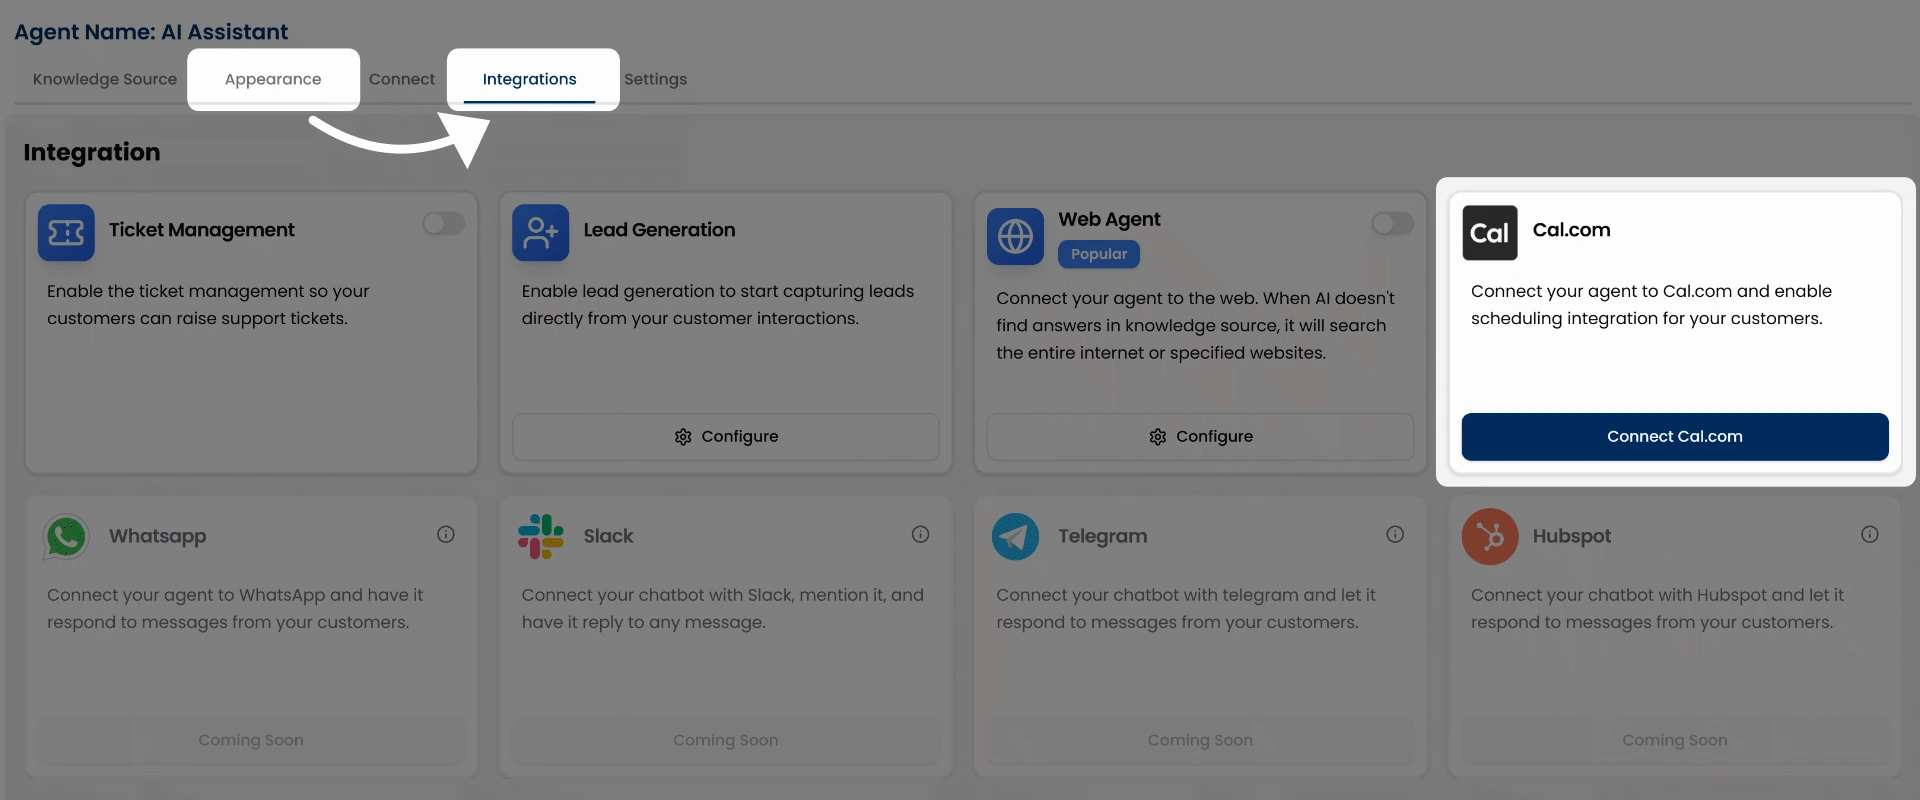 Agent Name: AI Assistant
Knowledge Source
Appearance
Connect
Integrations
Settings
Integration
Ticket Management
Enable the ticket management so your
customers can raise support tickets.
Lead Generation
Enable lead generation to start capturing leads
directly from your customer interactions.
Configure
Web Agent
Popular
Connect your agent to the web. When AI doesn't
find answers in knowledge source, it will search
the entire internet or specified websites.
Configure
Cal
Cal.com
Connect your agent to Cal.com and enable
scheduling integration for your customers.
Connect Cal.com
Whatsapp
Connect your agent to WhatsApp and have it
respond to messages from your customers.
Coming Soon
Slack
Connect your chatbot with Slack, mention it, and
have it reply to any message.
Coming Soon
Telegram
Connect your chatbot with telegram and let it
respond to messages from your customers.
Coming Soon
Hubspot
Connect your chatbot with Hubspot and let it
respond to messages from your customers.
Coming Soon